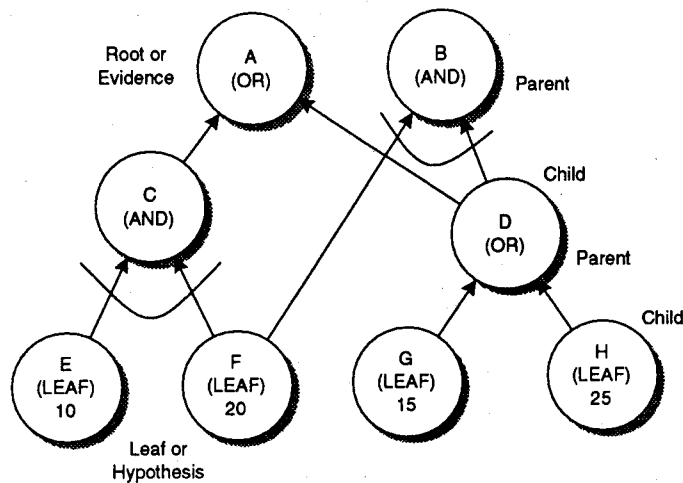 Root or
Evidence
A
(OR)
B
(AND)
Parent
C
(AND)
Child
D
(OR)
Parent
E
(LEAF)
10
F
(LEAF)
20
G
(LEAF)
15
H
(LEAF)
25
Child
Leaf or
Hypothesis